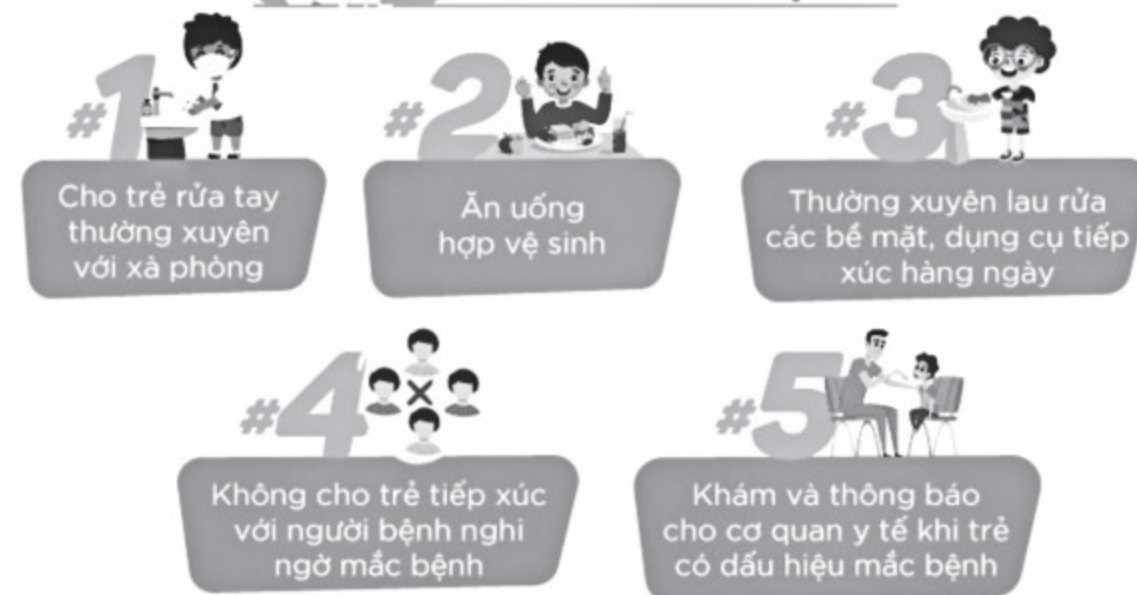 #1
Cho trẻ rửa tay
thường xuyên
với xà phòng
#2
Ăn uống
hợp vệ sinh
#3
Thường xuyên lau rửa
các bề mặt, dụng cụ tiếp
xúc hàng ngày
#4
Không cho trẻ tiếp xúc
với người bệnh nghi
ngờ mắc bệnh
#5
Khám và thông báo
cho cơ quan y tế khi trẻ
có dấu hiệu mắc bệnh